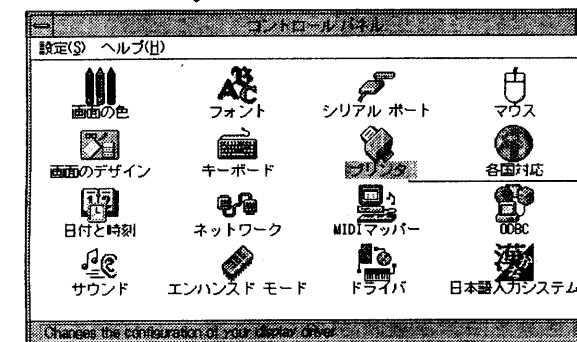 コントロール パネル
設定(S) ヘルプ(H)
画面の色 フォント シリアル ポート マウス
画面のデザイン キーボード プリンタ 各国対応
日付と時刻 ネットワーク MIDIマッパー ODBC
サウンド エンハンスド モード ドライバ 日本語入力システム
Changes the configuration of your display driver